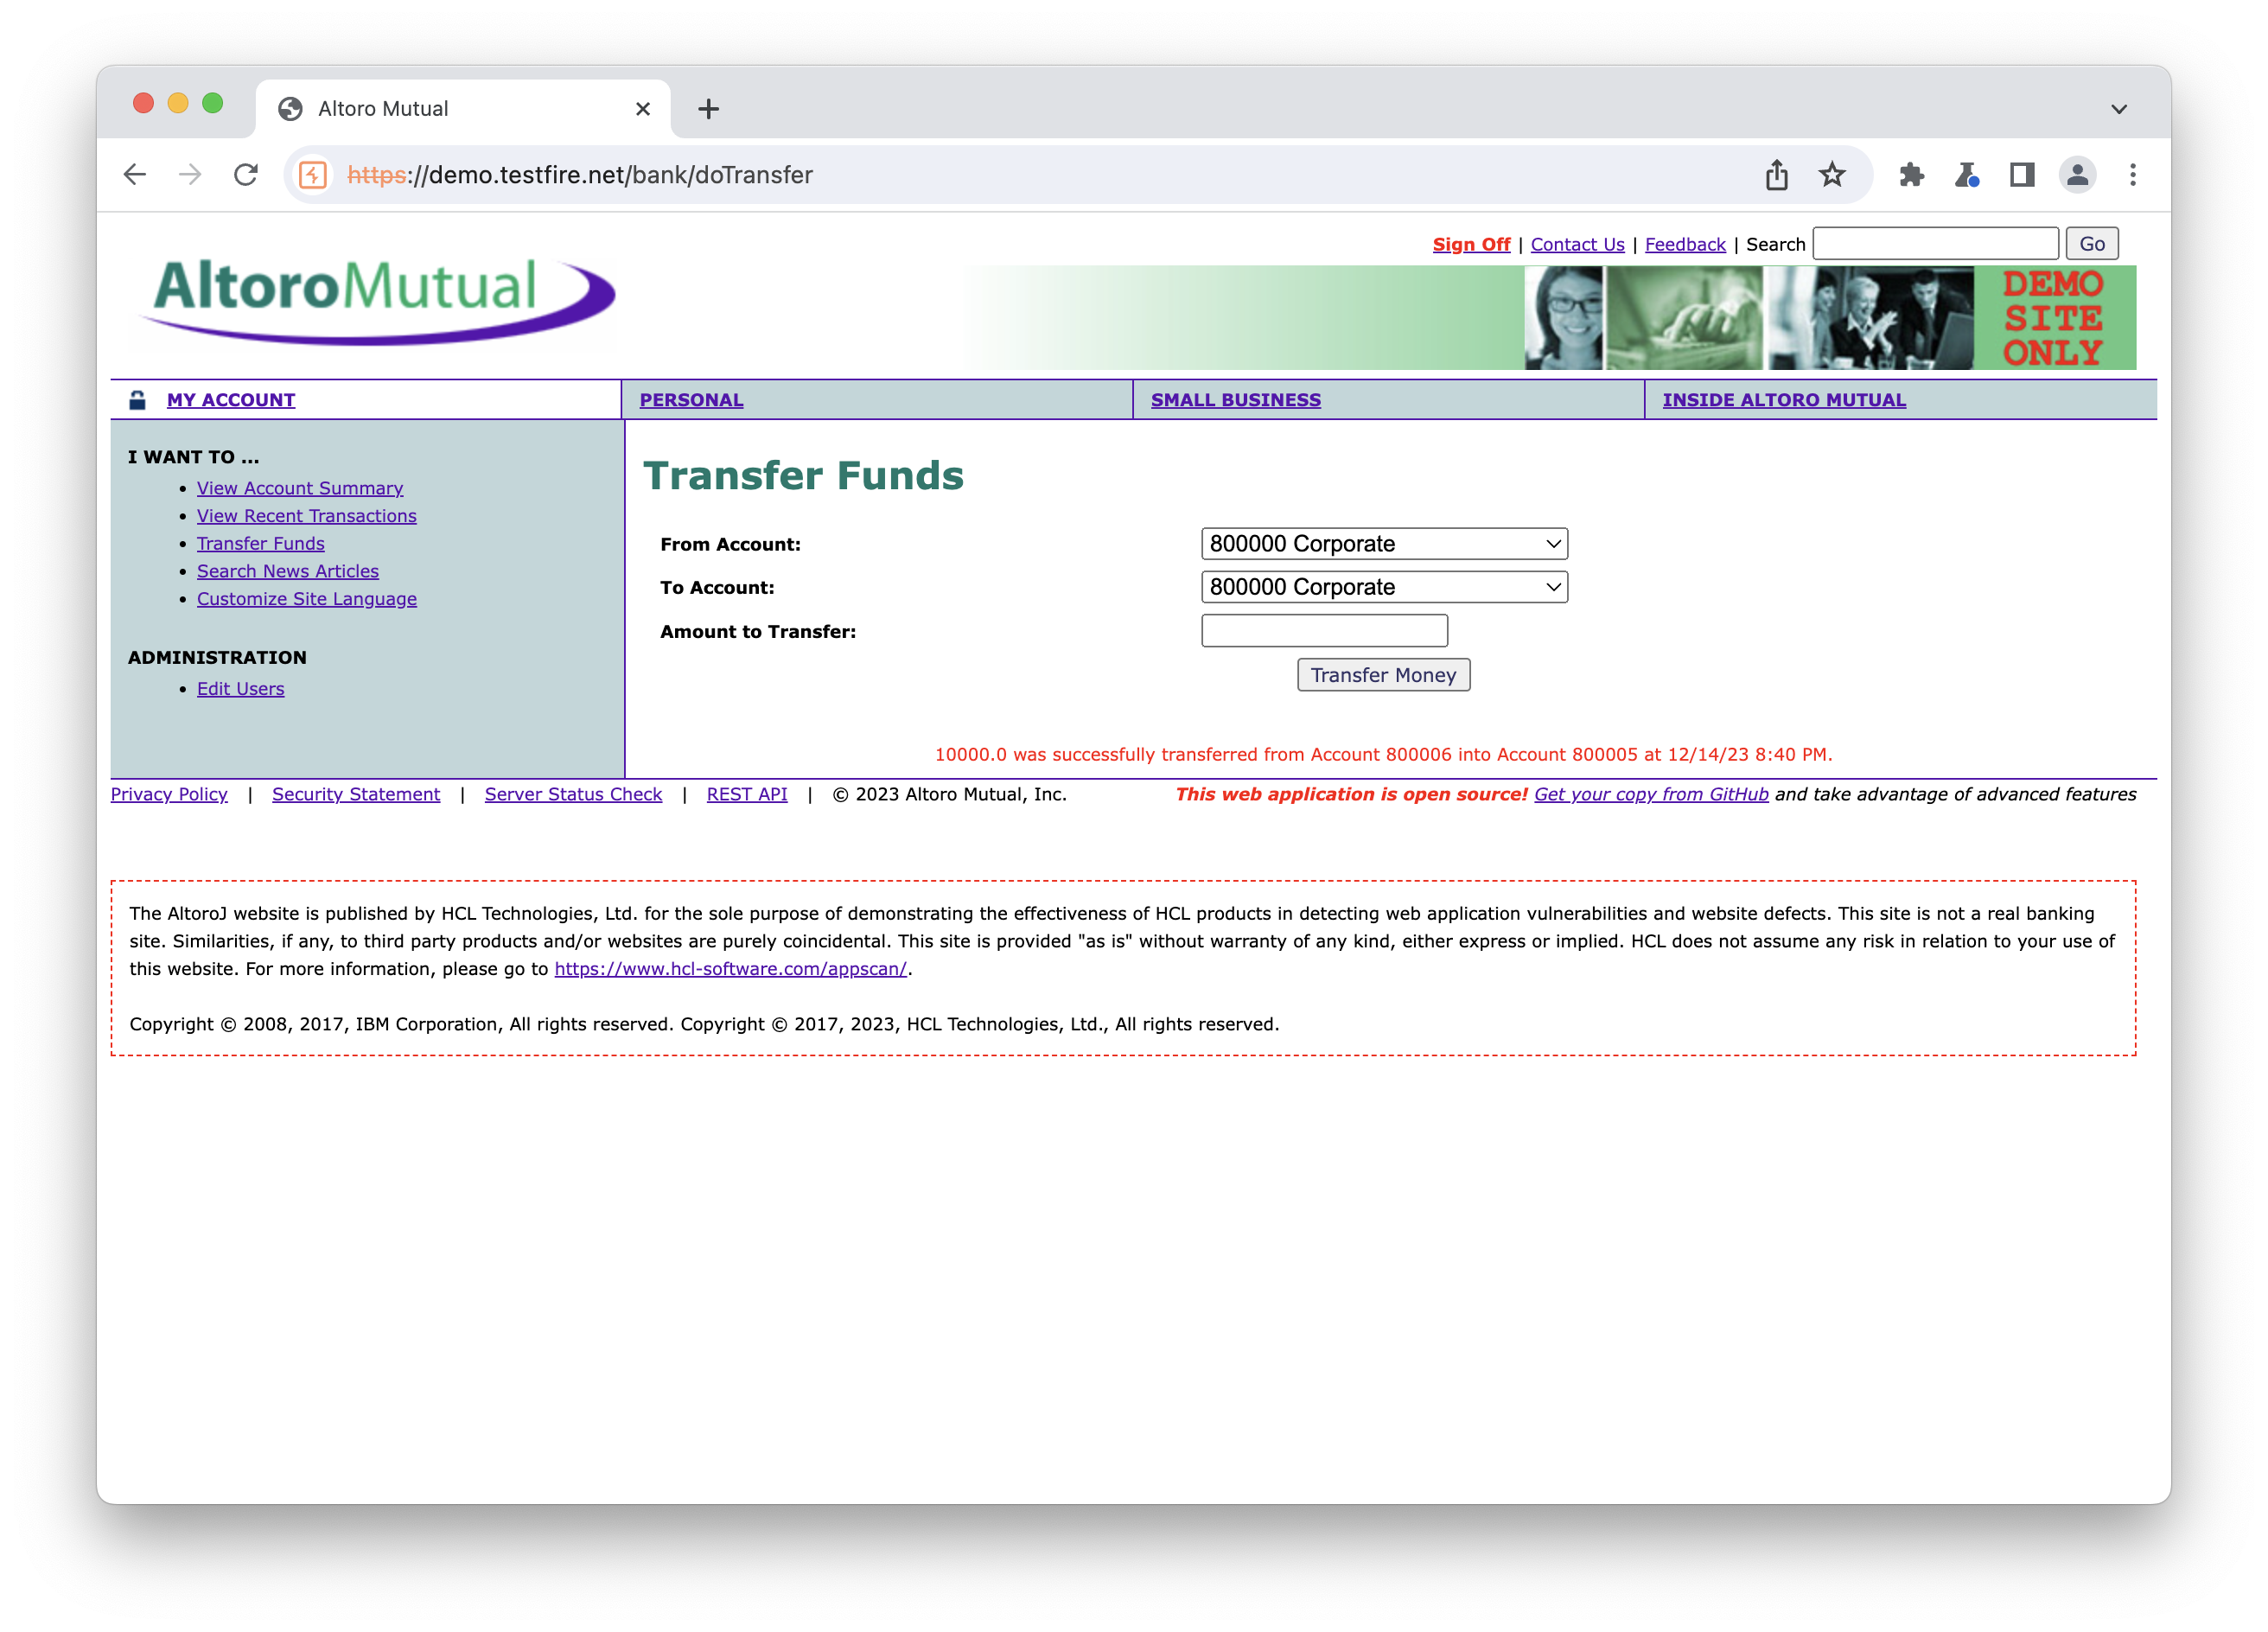 Altoro Mutual
https://demo.testfire.net/bank/doTransfer
Sign Off | Contact Us | Feedback | Search Go
AltoroMutual
DEMO
SITE
ONLY
MY ACCOUNT PERSONAL SMALL BUSINESS INSIDE ALTORO MUTUAL
I WANT TO ...
• View Account Summary
• View Recent Transactions
• Transfer Funds
• Search News Articles
• Customize Site Language
ADMINISTRATION
• Edit Users
Transfer Funds
From Account: 800000 Corporate
To Account: 800000 Corporate
Amount to Transfer:
Transfer Money
10000.0 was successfully transferred from Account 800006 into Account 800005 at 12/14/23 8:40 PM.
Privacy Policy | Security Statement | Server Status Check | REST API | © 2023 Altoro Mutual, Inc. This web application is open source! Get your copy from GitHub and take advantage of advanced features
The AltoroJ website is published by HCL Technologies, Ltd. for the sole purpose of demonstrating the effectiveness of HCL products in detecting web application vulnerabilities and website defects. This site is not a real banking
site. Similarities, if any, to third party products and/or websites are purely coincidental. This site is provided "as is" without warranty of any kind, either express or implied. HCL does not assume any risk in relation to your use of
this website. For more information, please go to https://www.hcl-software.com/appscan/.
Copyright © 2008, 2017, IBM Corporation, All rights reserved. Copyright © 2017, 2023, HCL Technologies, Ltd., All rights reserved.